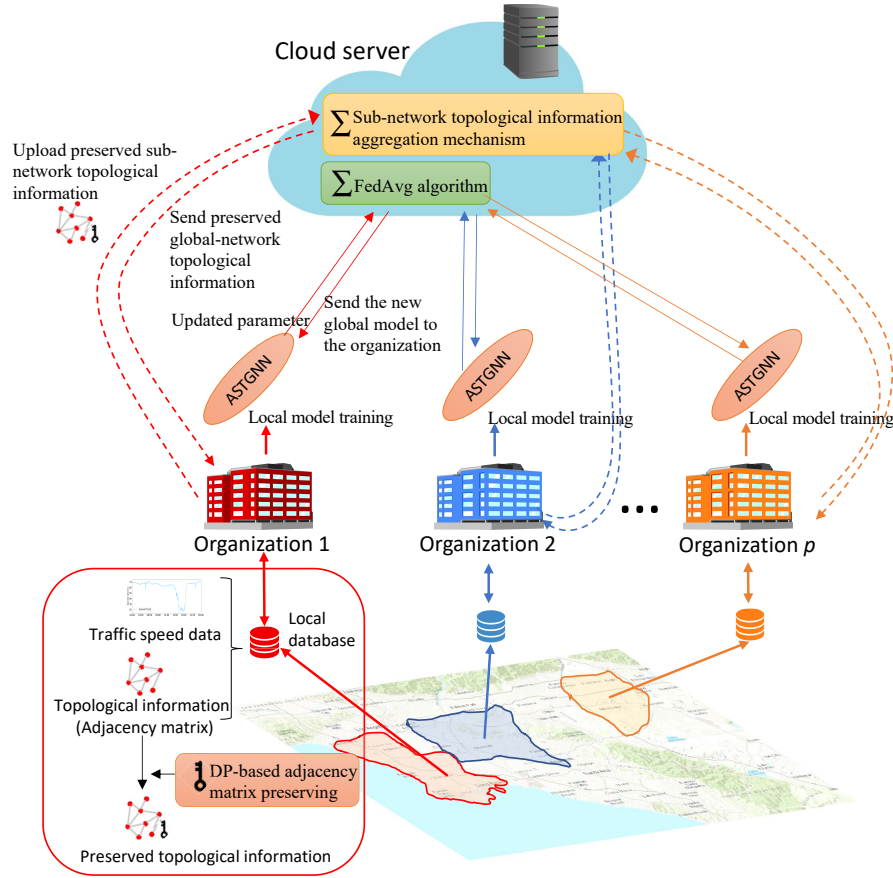 Cloud server
∑ Sub-network topological information
aggregation mechanism
∑ FedAvg algorithm
Upload preserved sub-
network topological
information
Send preserved
global-network
topological
information
Updated parameter
Send the new
global model to
the organization
ASTGNN
ASTGNN
ASTGNN
Local model training
Local model training
Local model training
Organization 1
Organization 2
...
Organization p
Traffic speed data
Local
database
Topological information
(Adjacency matrix)
DP-based adjacency
matrix preserving
Preserved topological information